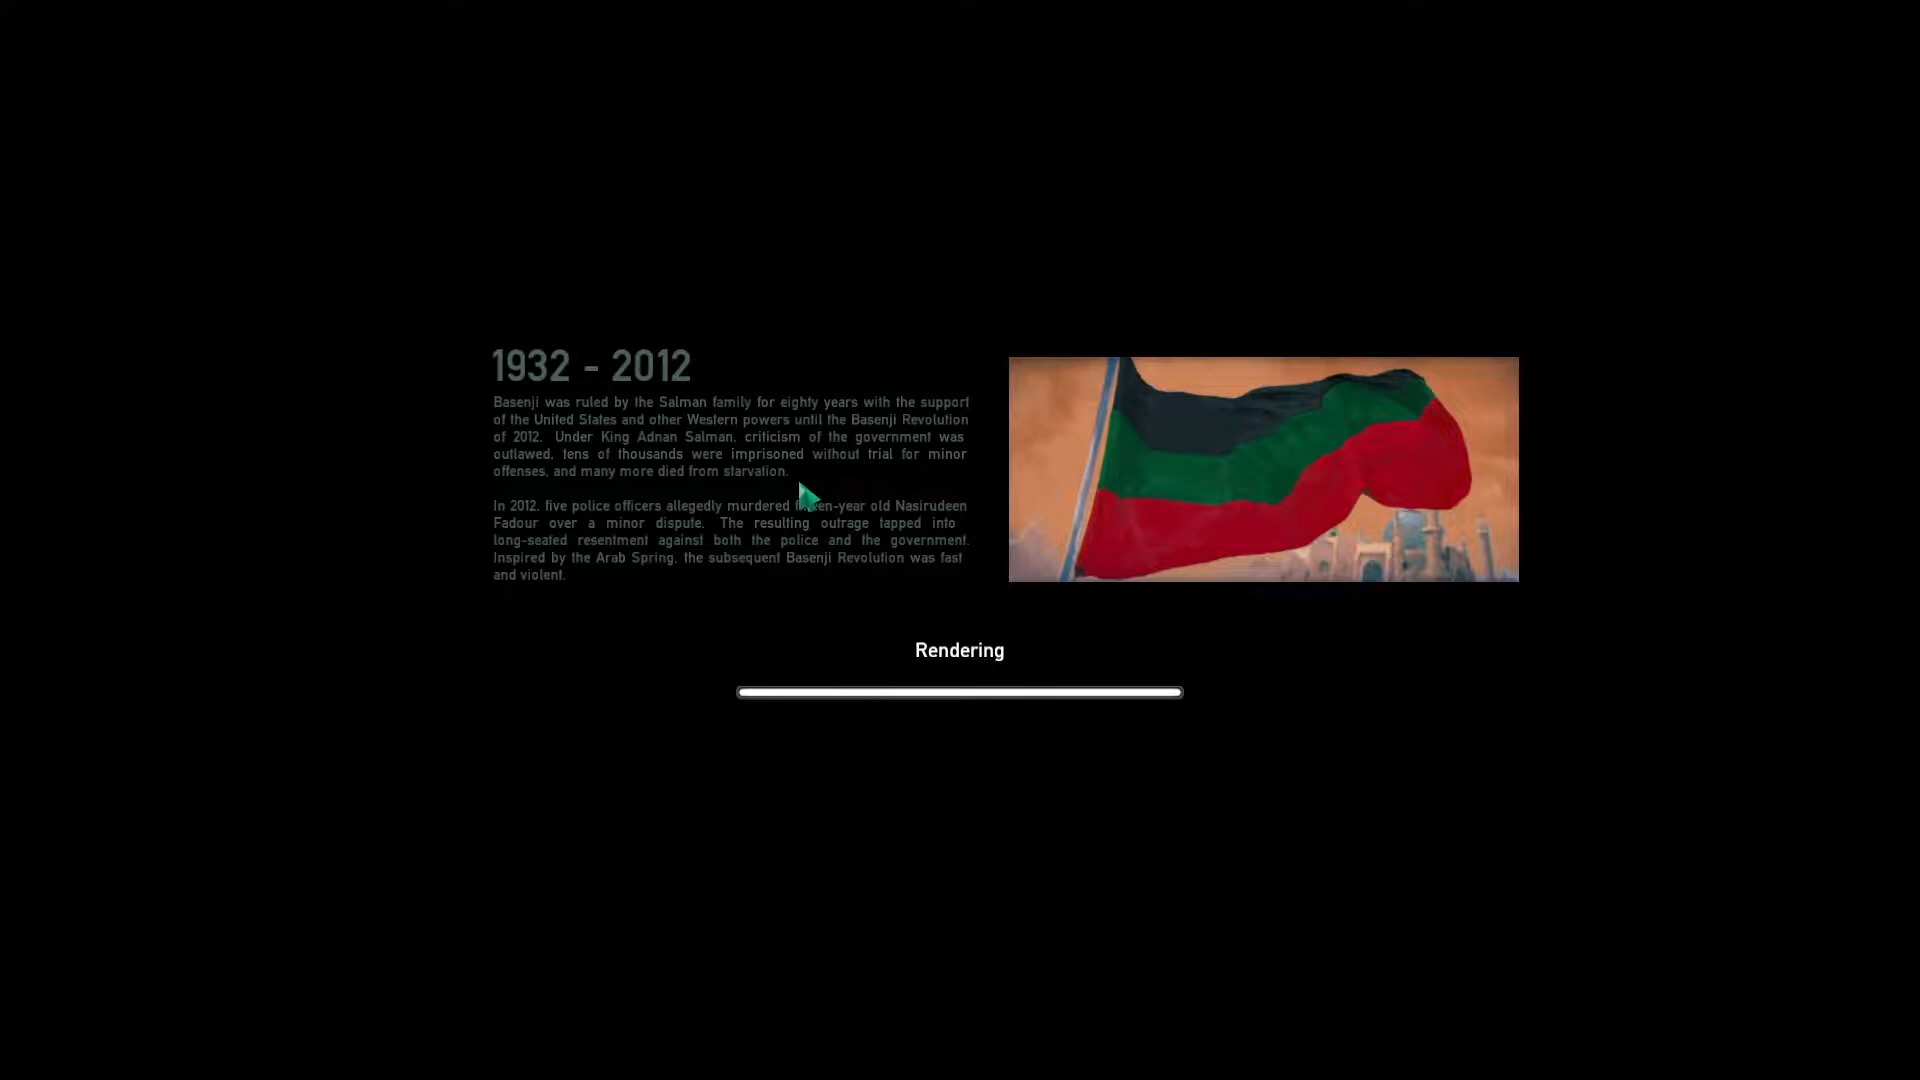 1932 - 2012
Basenji was ruled by the Salman family for eighty years with the support
of the United States and other Western powers until the Basenji Revolution
of 2012. Under King Adnan Salman, criticism of the government was
outlawed, tens of thousands were imprisoned without trial for minor
offenses, and many more died from starvation.
In 2012, five police officers allegedly murdered fifteen-year old Nasirudeen
Fadour over a minor dispute. The resulting outrage tapped into
long-seated resentment against both the police and the government.
Inspired by the Arab Spring, the subsequent Basenji Revolution was fast
and violent.
Rendering